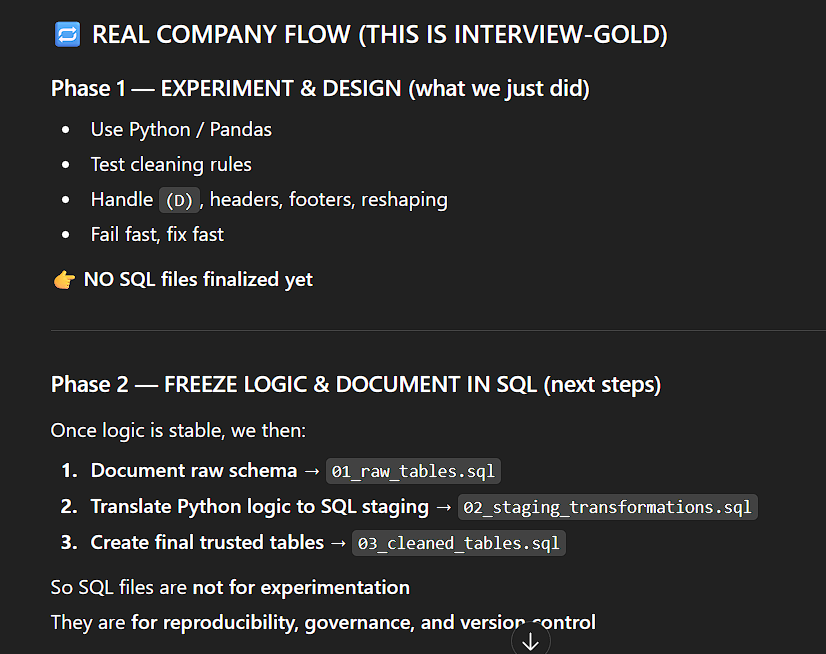 🔁 REAL COMPANY FLOW (THIS IS INTERVIEW-GOLD)
Phase 1 — EXPERIMENT & DESIGN (what we just did)
• Use Python / Pandas
• Test cleaning rules
• Handle (D), headers, footers, reshaping
• Fail fast, fix fast
👉 NO SQL files finalized yet
Phase 2 — FREEZE LOGIC & DOCUMENT IN SQL (next steps)
Once logic is stable, we then:
1. Document raw schema → 01_raw_tables.sql
2. Translate Python logic to SQL staging → 02_staging_transformations.sql
3. Create final trusted tables → 03_cleaned_tables.sql
So SQL files are not for experimentation
They are for reproducibility, governance, and version control